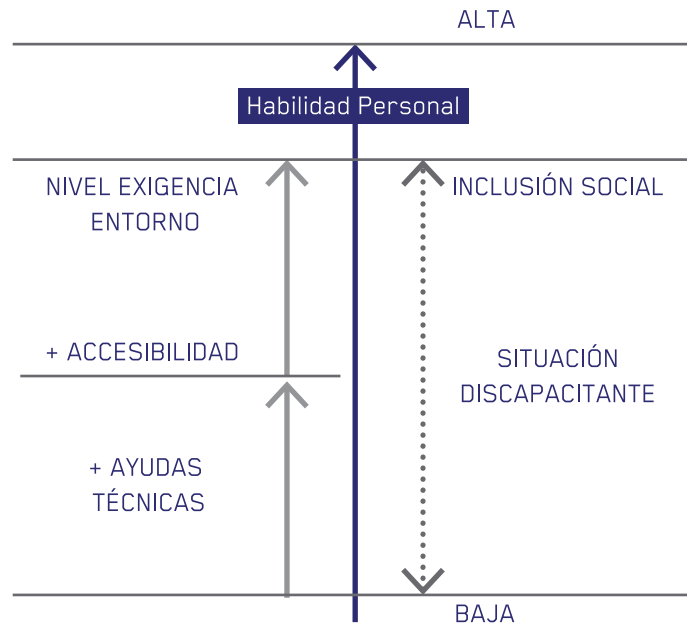 ALTA
Habilidad Personal
NIVEL EXIGENCIA
ENTORNO
INCLUSIÓN SOCIAL
+ ACCESIBILIDAD
SITUACIÓN
DISCAPACITANTE
+ AYUDAS
TÉCNICAS
BAJA